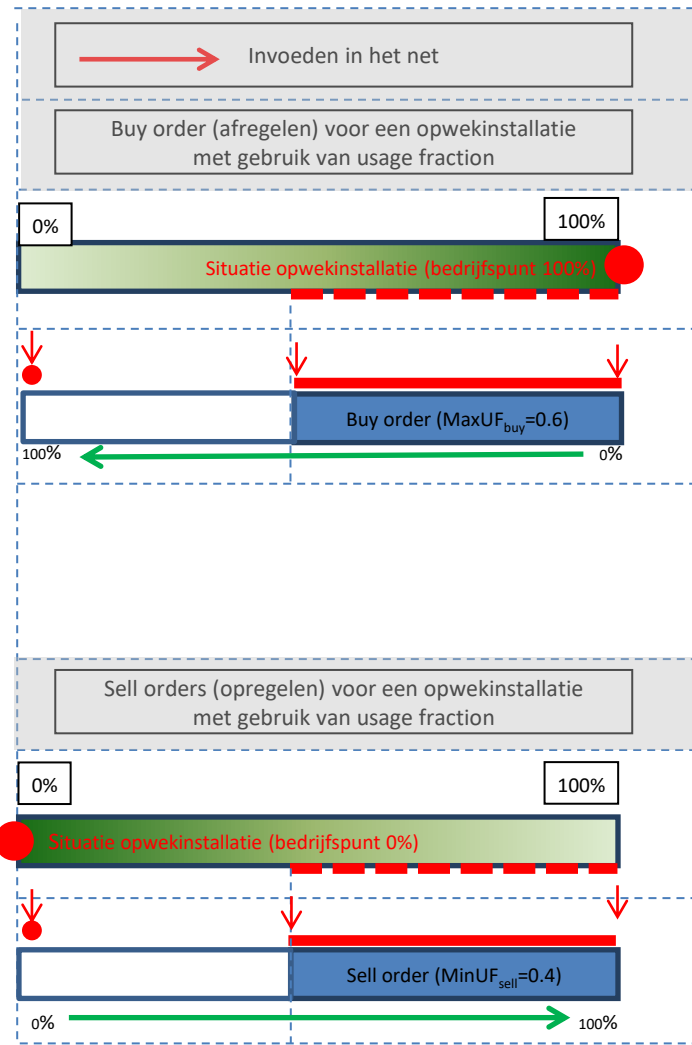 Invoeden in het net
Buy order (afregelen) voor een opwekinstallatie
met gebruik van usage fraction
0%
100%
Situatie opwekinstallatie (bedrijfspunt 100%)
Buy order (MaxUFbuy=0.6)
100%
0%
Sell orders (opregelen) voor een opwekinstallatie
met gebruik van usage fraction
0%
100%
Situatie opwekinstallatie (bedrijfspunt 0%)
Sell order (MinUFsell=0.4)
0%
100%